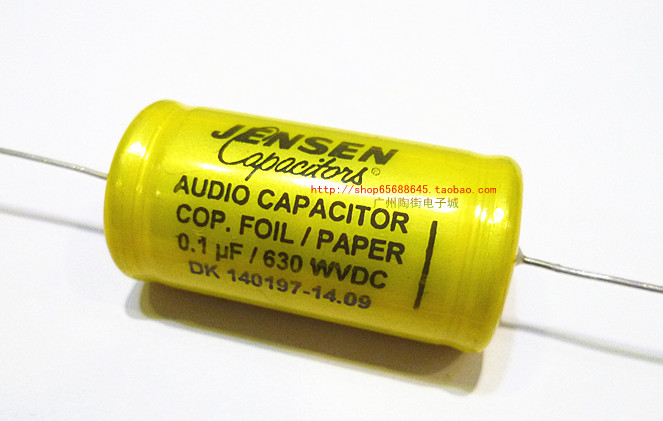 JENSEN
Capacitors®
http://shop65688645.taobao.com
广州陶街电子城
AUDIO CAPACITOR
COP. FOIL / PAPER
0.1 µF / 630 WVDC
DK 140197-14.09